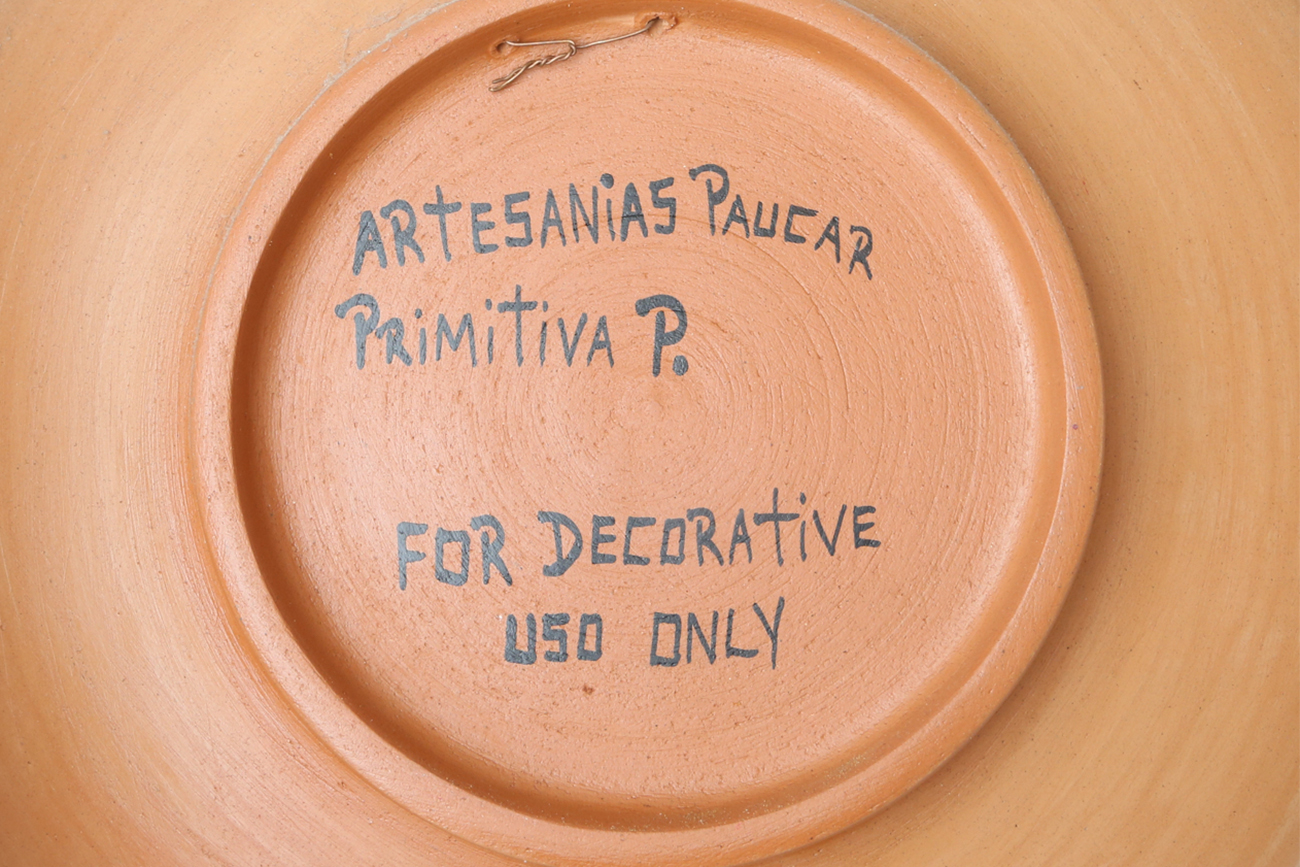 ARTESANiAS PAUCAR
PRiMiTiVA P.
FOR DECORATiVE
USO ONLY